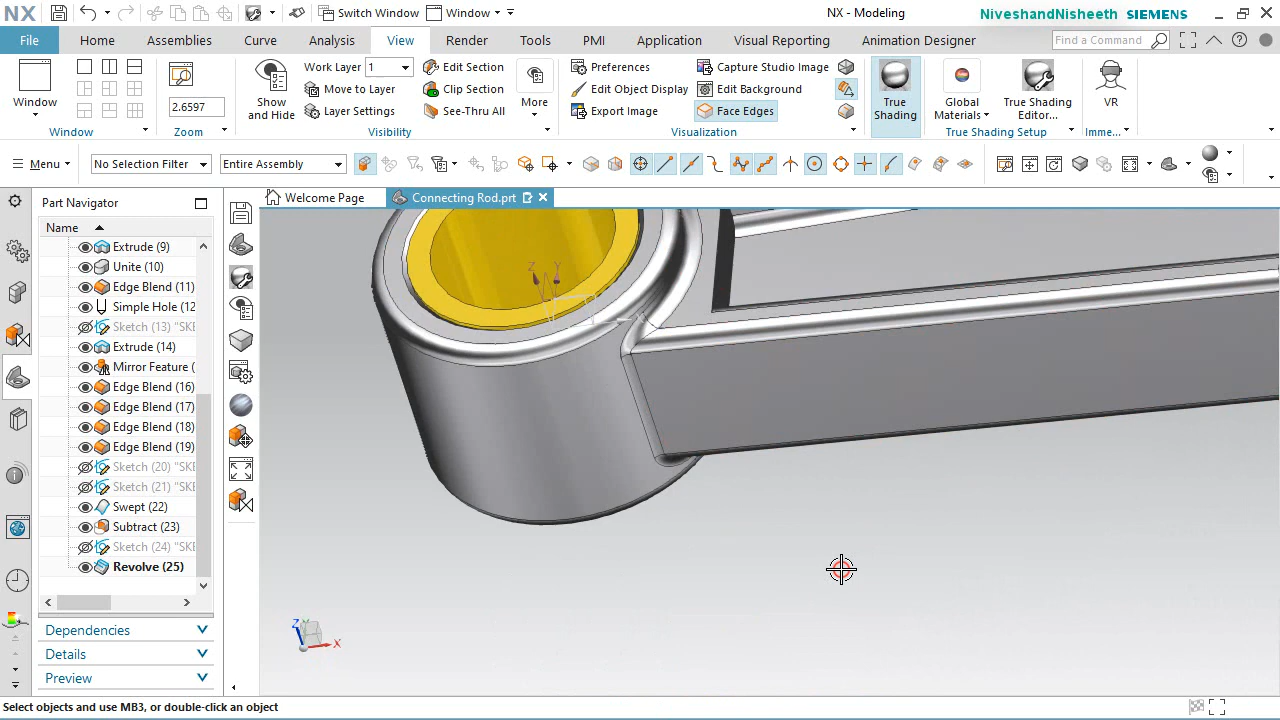 NX
Switch Window
Window
NX - Modeling
NiveshandNisheeth SIEMENS
File
Home
Assemblies
Curve
Analysis
View
Render
Tools
PMI
Application
Visual Reporting
Animation Designer
Find a Command
Window
2.6597
Show and Hide
Work Layer 1
Move to Layer
Layer Settings
Edit Section
Clip Section
See-Thru All
More
Preferences
Edit Object Display
Export Image
Capture Studio Image
Edit Background
Face Edges
True Shading
Global Materials
True Shading Editor...
VR
Window
Zoom
Visibility
Visualization
True Shading Setup
Imme...
Menu
No Selection Filter
Entire Assembly
Part Navigator
Welcome Page
Connecting Rod.prt
Name
Extrude (9)
Unite (10)
Edge Blend (11)
Simple Hole (12
Sketch (13) "SKE
Extrude (14)
Mirror Feature (
Edge Blend (16)
Edge Blend (17)
Edge Blend (18)
Edge Blend (19)
Sketch (20) "SKE
Sketch (21) "SKE
Swept (22)
Subtract (23)
Sketch (24) "SKE
Revolve (25)
Dependencies
Details
Preview
Z Y
Z Y X
Select objects and use MB3, or double-click an object